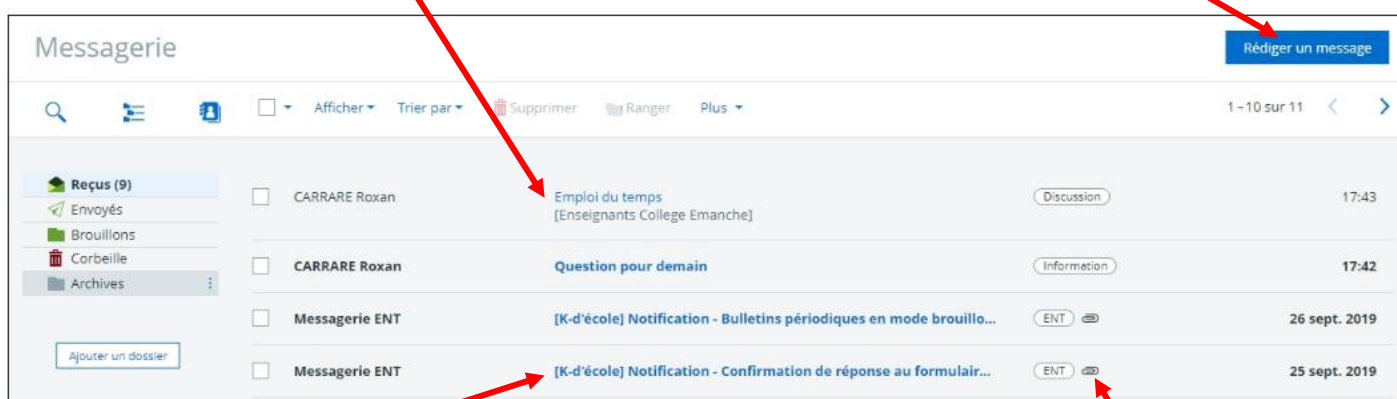 Messagerie
Rédiger un message
Afficher Trier par Supprimer Ranger Plus 1-10 sur 11
Reçus (9)
Envoyés
Brouillons
Corbeille
Archives
Ajouter un dossier
CARRARE Roxan Emploi du temps Discussion 17:43
[Enseignants College Emanche]
CARRARE Roxan Question pour demain Information 17:42
Messagerie ENT [K-d'école] Notification - Bulletins périodiques en mode brouillo... ENT 26 sept. 2019
Messagerie ENT [K-d'école] Notification - Confirmation de réponse au formulair... ENT 25 sept. 2019